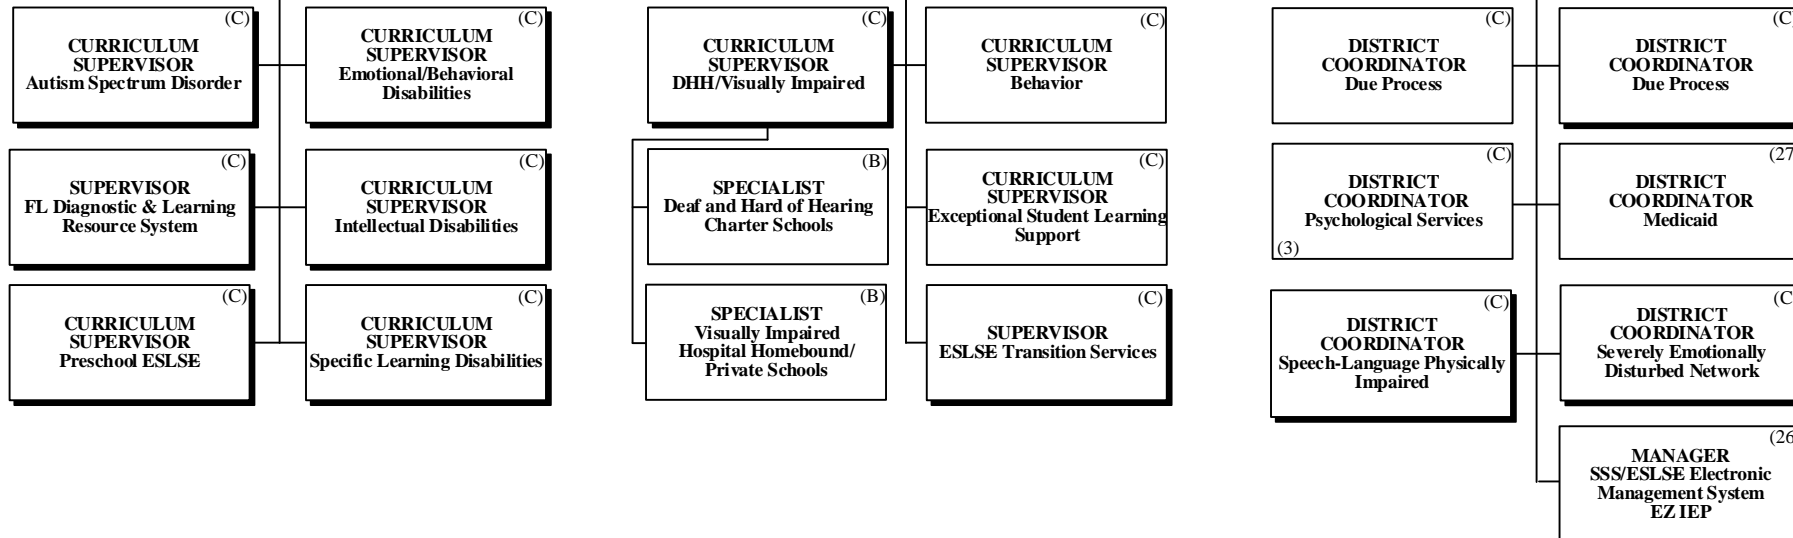 (C)
CURRICULUM
SUPERVISOR
Autism Spectrum Disorder
(C)
CURRICULUM
SUPERVISOR
Emotional/Behavioral
Disabilities
(C)
SUPERVISOR
FL Diagnostic & Learning
Resource System
(C)
CURRICULUM
SUPERVISOR
Intellectual Disabilities
(C)
CURRICULUM
SUPERVISOR
Preschool ESLSE
(C)
CURRICULUM
SUPERVISOR
Specific Learning Disabilities
(C)
CURRICULUM
SUPERVISOR
DHH/Visually Impaired
(C)
CURRICULUM
SUPERVISOR
Behavior
(B)
SPECIALIST
Deaf and Hard of Hearing
Charter Schools
(C)
CURRICULUM
SUPERVISOR
Exceptional Student Learning
Support
(B)
SPECIALIST
Visually Impaired
Hospital Homebound/
Private Schools
(C)
SUPERVISOR
ESLSE Transition Services
(C)
DISTRICT
COORDINATOR
Due Process
(C
DISTRICT
COORDINATOR
Due Process
(C)
DISTRICT
COORDINATOR
Psychological Services
(3)
(27
DISTRICT
COORDINATOR
Medicaid
(C)
DISTRICT
COORDINATOR
Speech-Language Physically
Impaired
(C
DISTRICT
COORDINATOR
Severely Emotionally
Disturbed Network
(26
MANAGER
SSS/ESLSE Electronic
Management System
EZ IEP